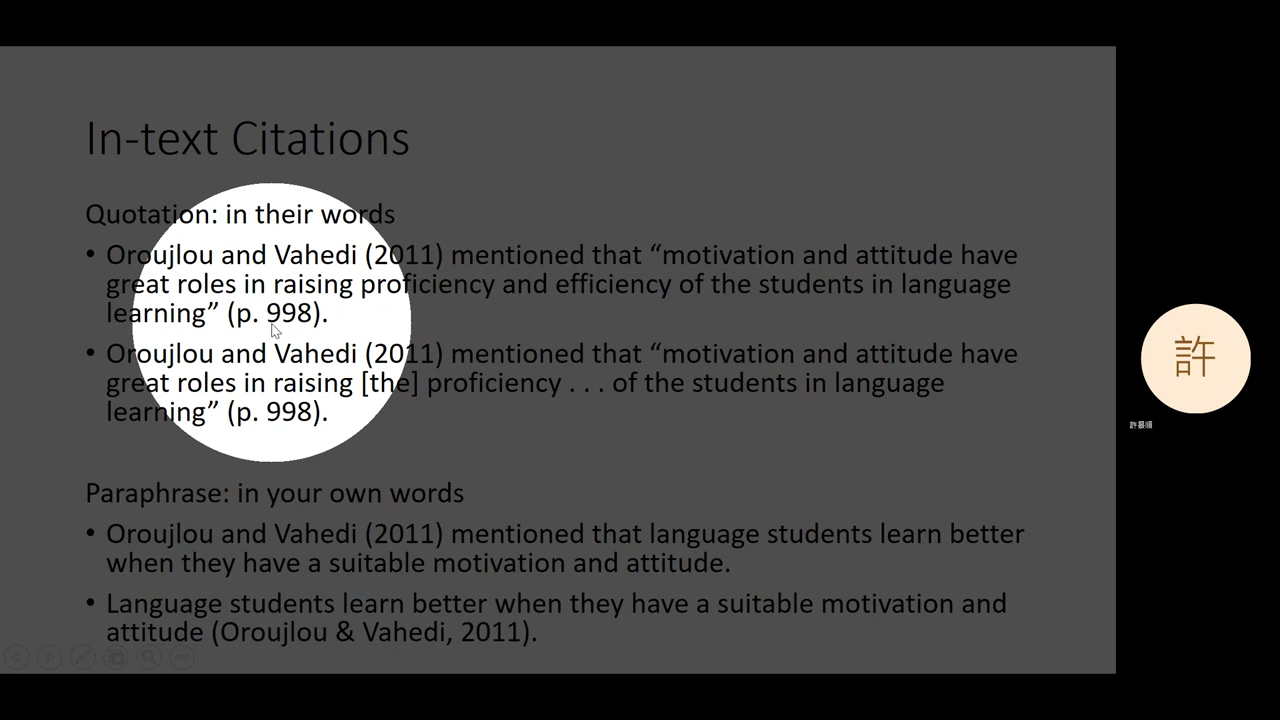 In-text Citations
Quotation: in their words
• Oroujlou and Vahedi (2011) mentioned that “motivation and attitude have
great roles in raising proficiency and efficiency of the students in language
learning” (p. 998).
• Oroujlou and Vahedi (2011) mentioned that “motivation and attitude have
great roles in raising [the] proficiency . . . of the students in language
learning” (p. 998).
Paraphrase: in your own words
• Oroujlou and Vahedi (2011) mentioned that language students learn better
when they have a suitable motivation and attitude.
• Language students learn better when they have a suitable motivation and
attitude (Oroujlou & Vahedi, 2011).
許
許景順